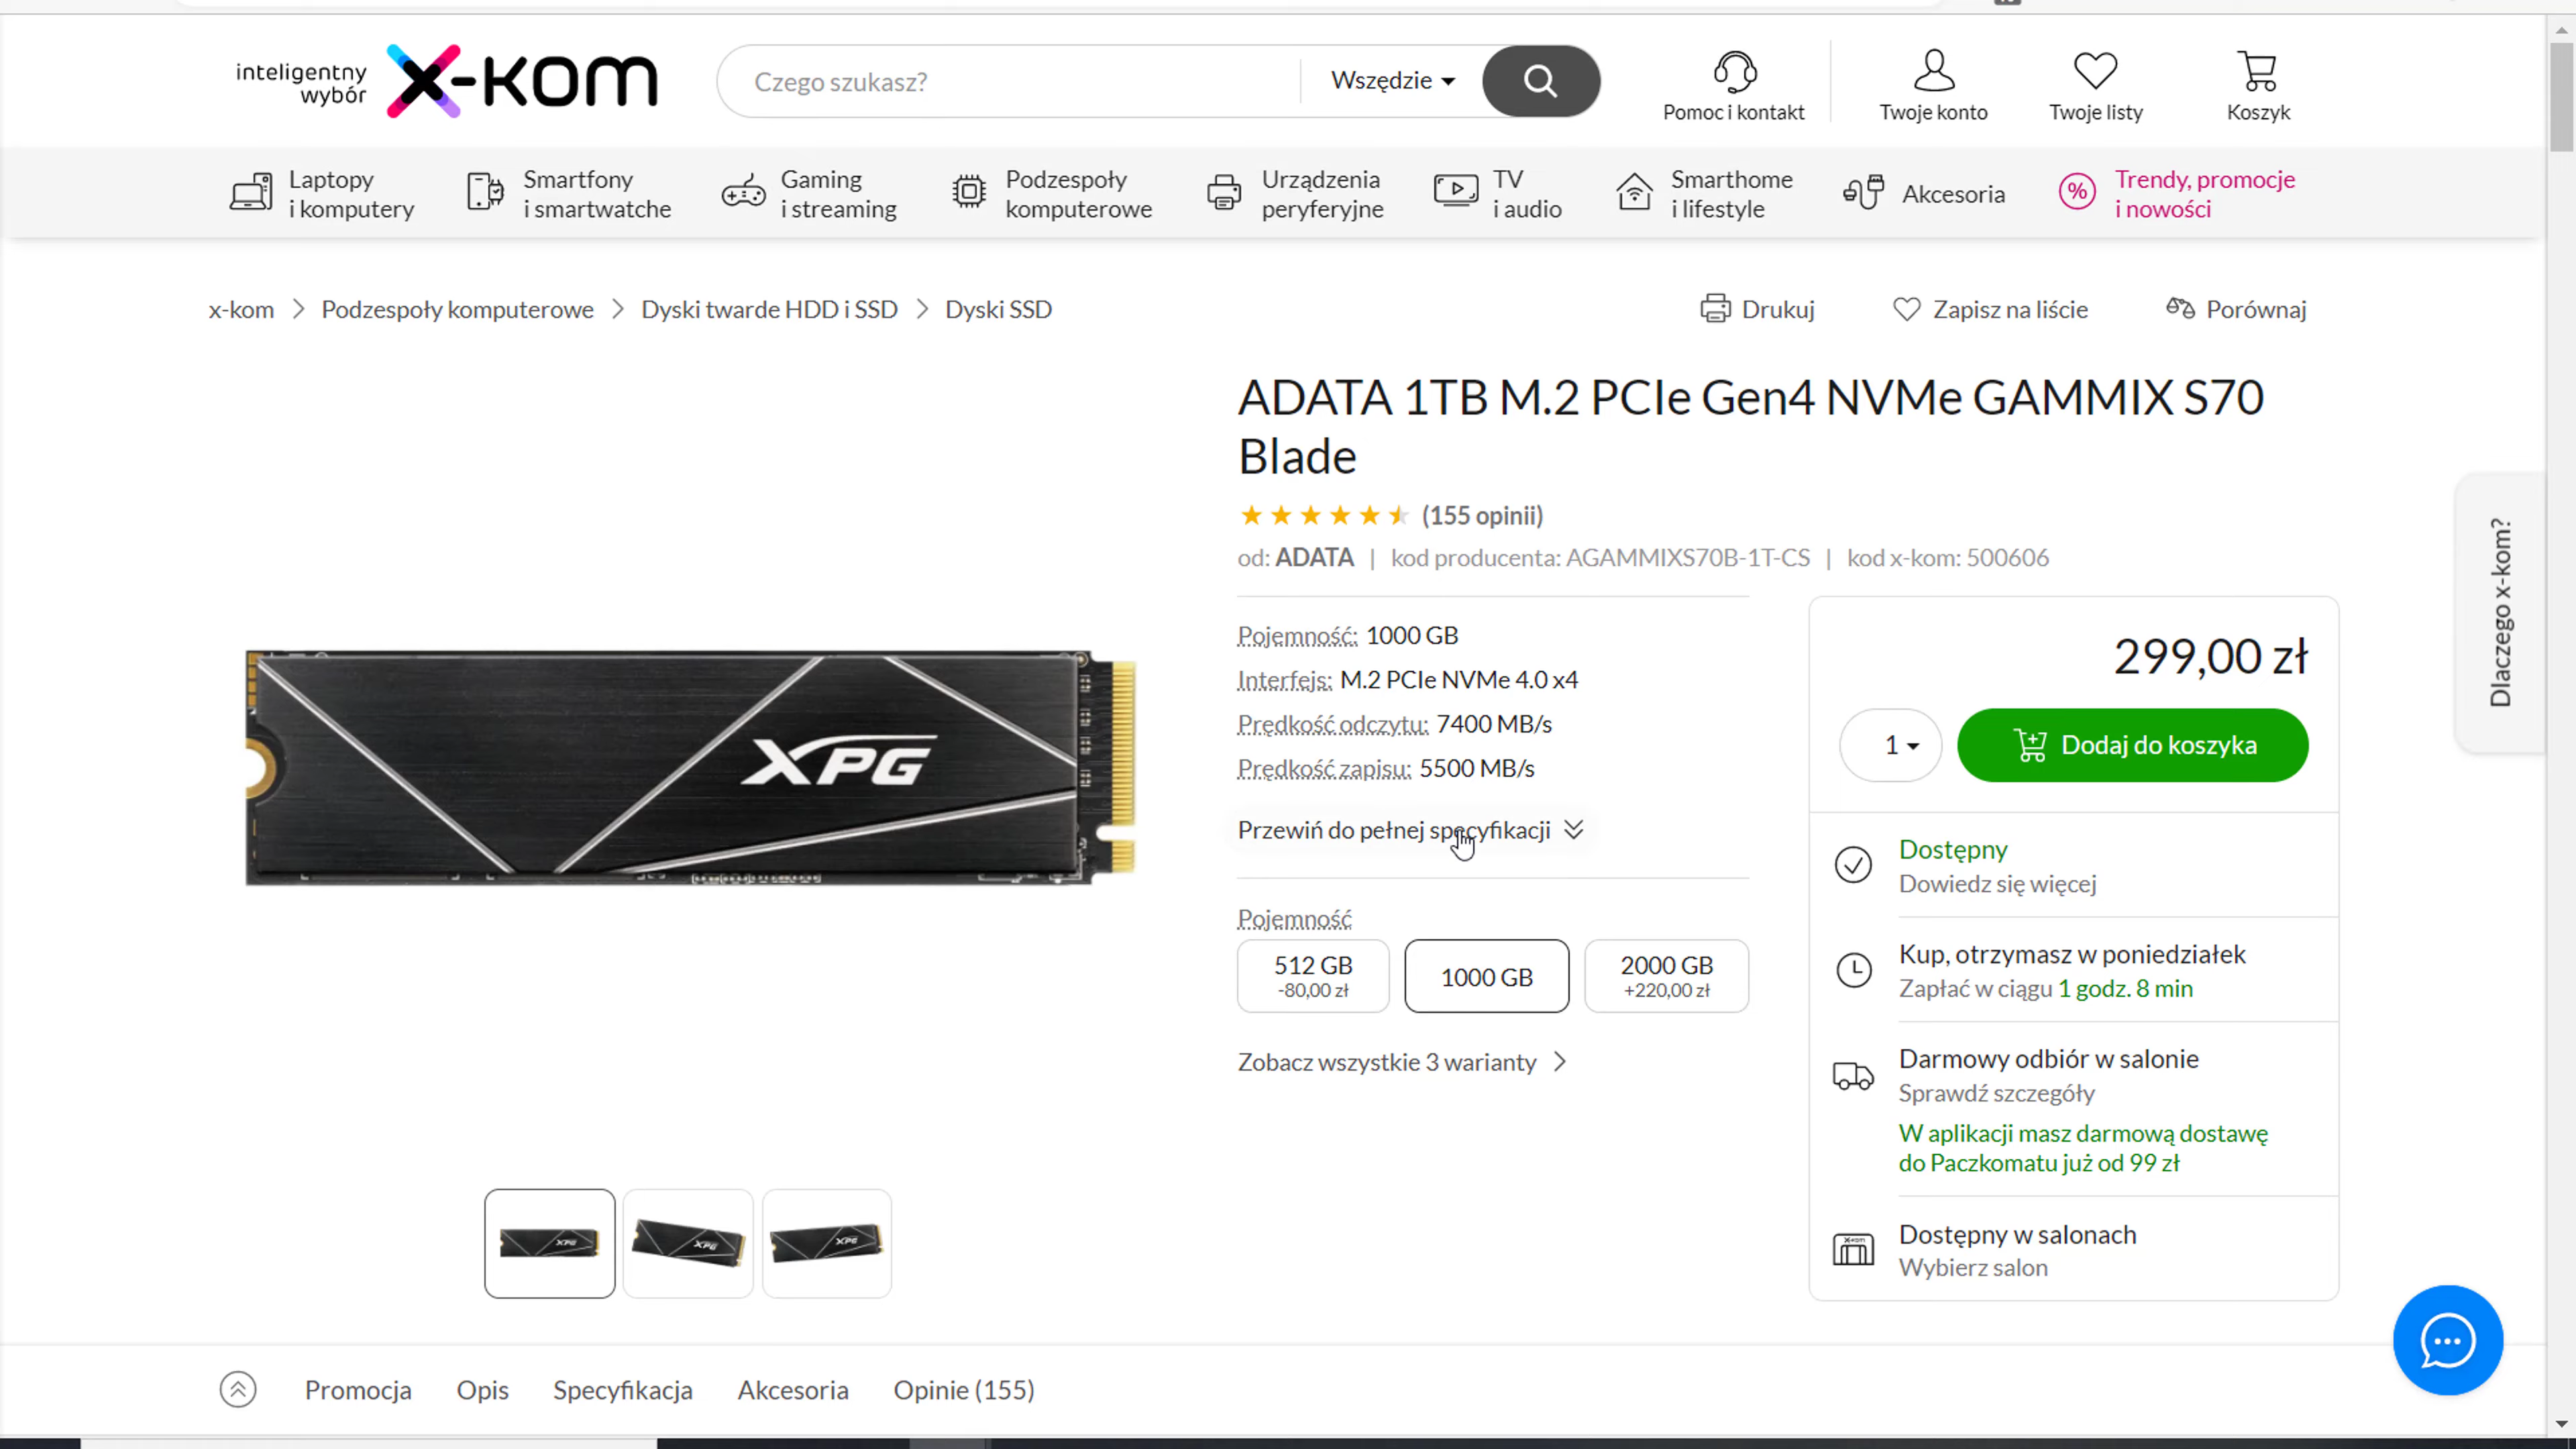 inteligentny
wybór
x-kom
Czego szukasz?
Wszędzie
Pomoc i kontakt
Twoje konto
Twoje listy
Koszyk
Laptopy
i komputery
Smartfony
i smartwatche
Gaming
i streaming
Podzespoły
komputerowe
Urządzenia
peryferyjne
TV
i audio
Smarthome
i lifestyle
Akcesoria
%
Trendy, promocje
i nowości
x-kom
Podzespoły komputerowe
Dyski twarde HDD i SSD
Dyski SSD
Drukuj
Zapisz na liście
Porównaj
ADATA 1TB M.2 PCIe Gen4 NVMe GAMMIX S70
Blade
(155 opinii)
od: ADATA | kod producenta: AGAMMIXS70B-1T-CS | kod x-kom: 500606
Dlaczego x-kom?
XPG
Pojemność: 1000 GB
Interfejs: M.2 PCIe NVMe 4.0 x4
Prędkość odczytu: 7400 MB/s
Prędkość zapisu: 5500 MB/s
Przewiń do pełnej specyfikacji
Pojemność
512 GB
-80,00 zł
1000 GB
2000 GB
+220,00 zł
Zobacz wszystkie 3 warianty
299,00 zł
1
Dodaj do koszyka
Dostępny
Dowiedz się więcej
Kup, otrzymasz w poniedziałek
Zapłać w ciągu 1 godz. 8 min
Darmowy odbiór w salonie
Sprawdź szczegóły
W aplikacji masz darmową dostawę
do Paczkomatu już od 99 zł
x-kom
Dostępny w salonach
Wybierz salon
XPG
XPG
XPG
Promocja
Opis
Specyfikacja
Akcesoria
Opinie (155)